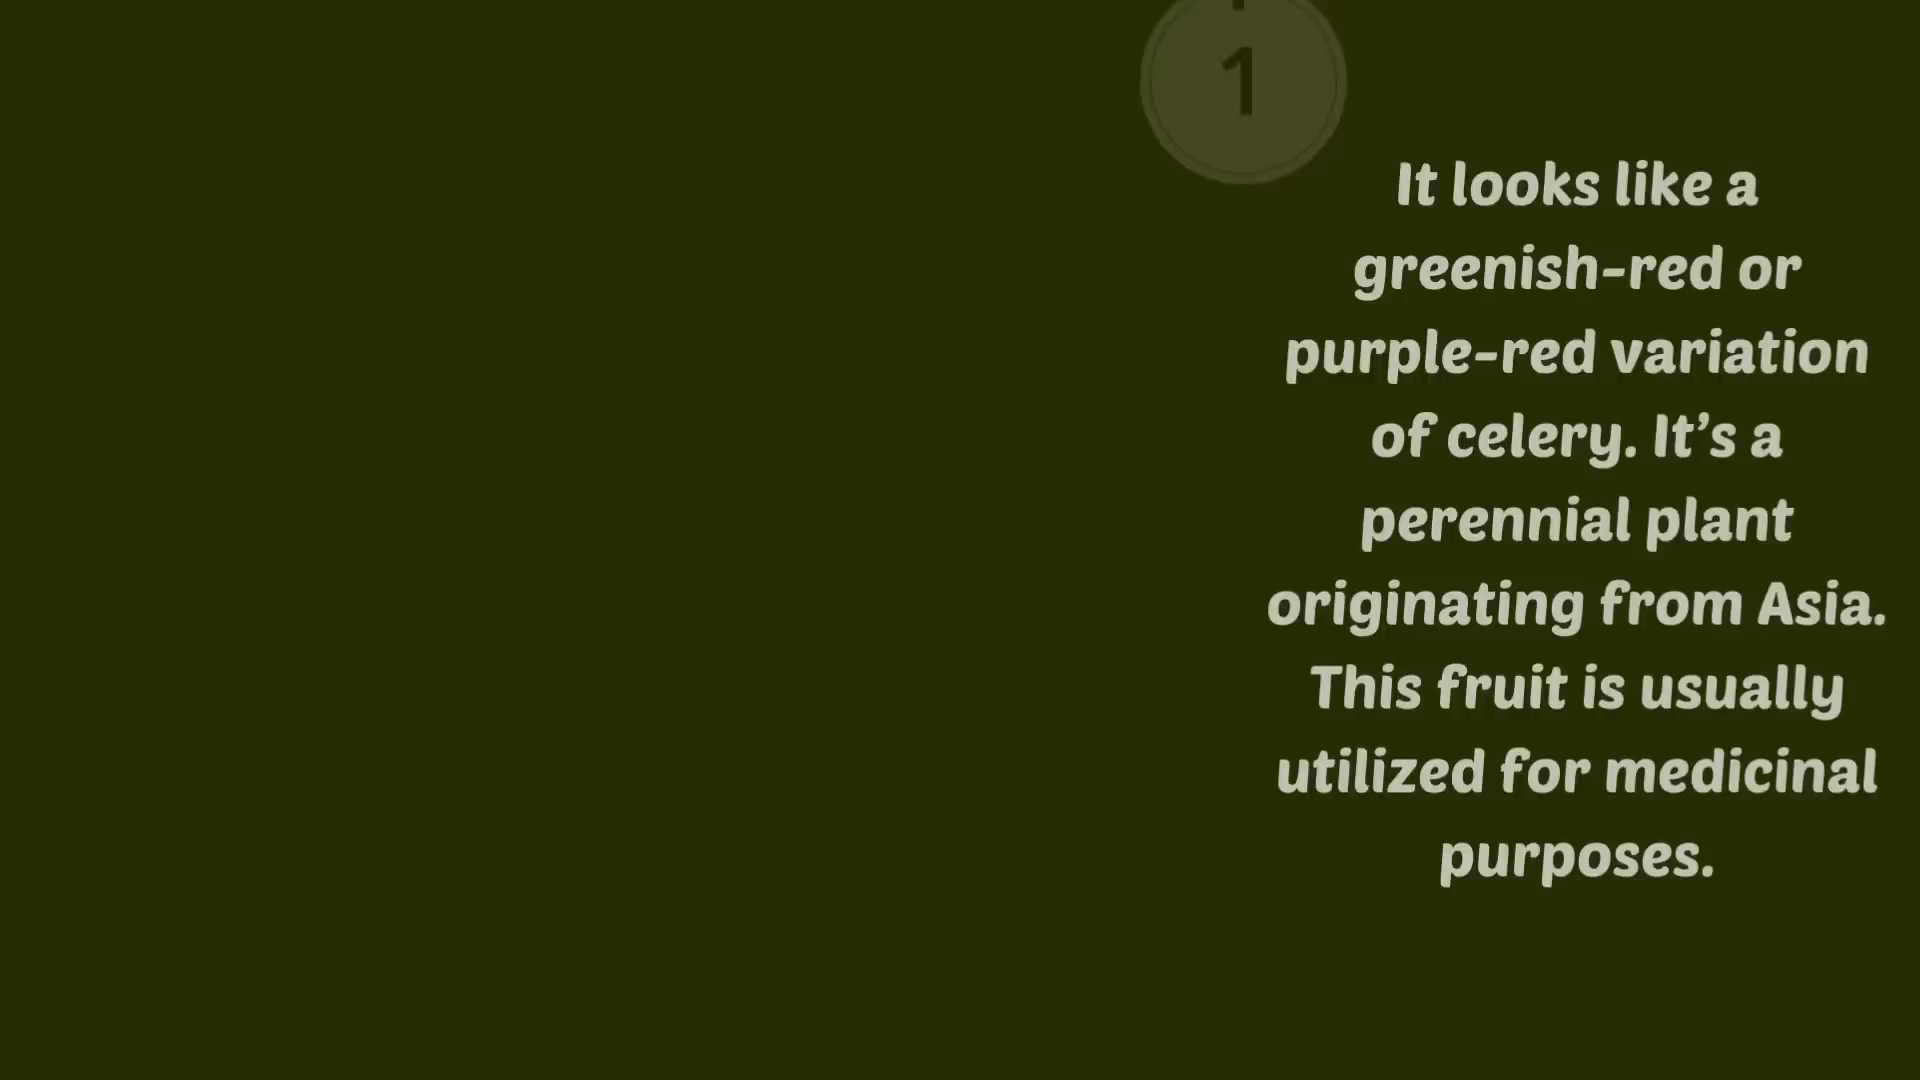 1
It looks like a
greenish-red or
purple-red variation
of celery. It’s a
perennial plant
originating from Asia.
This fruit is usually
utilized for medicinal
purposes.